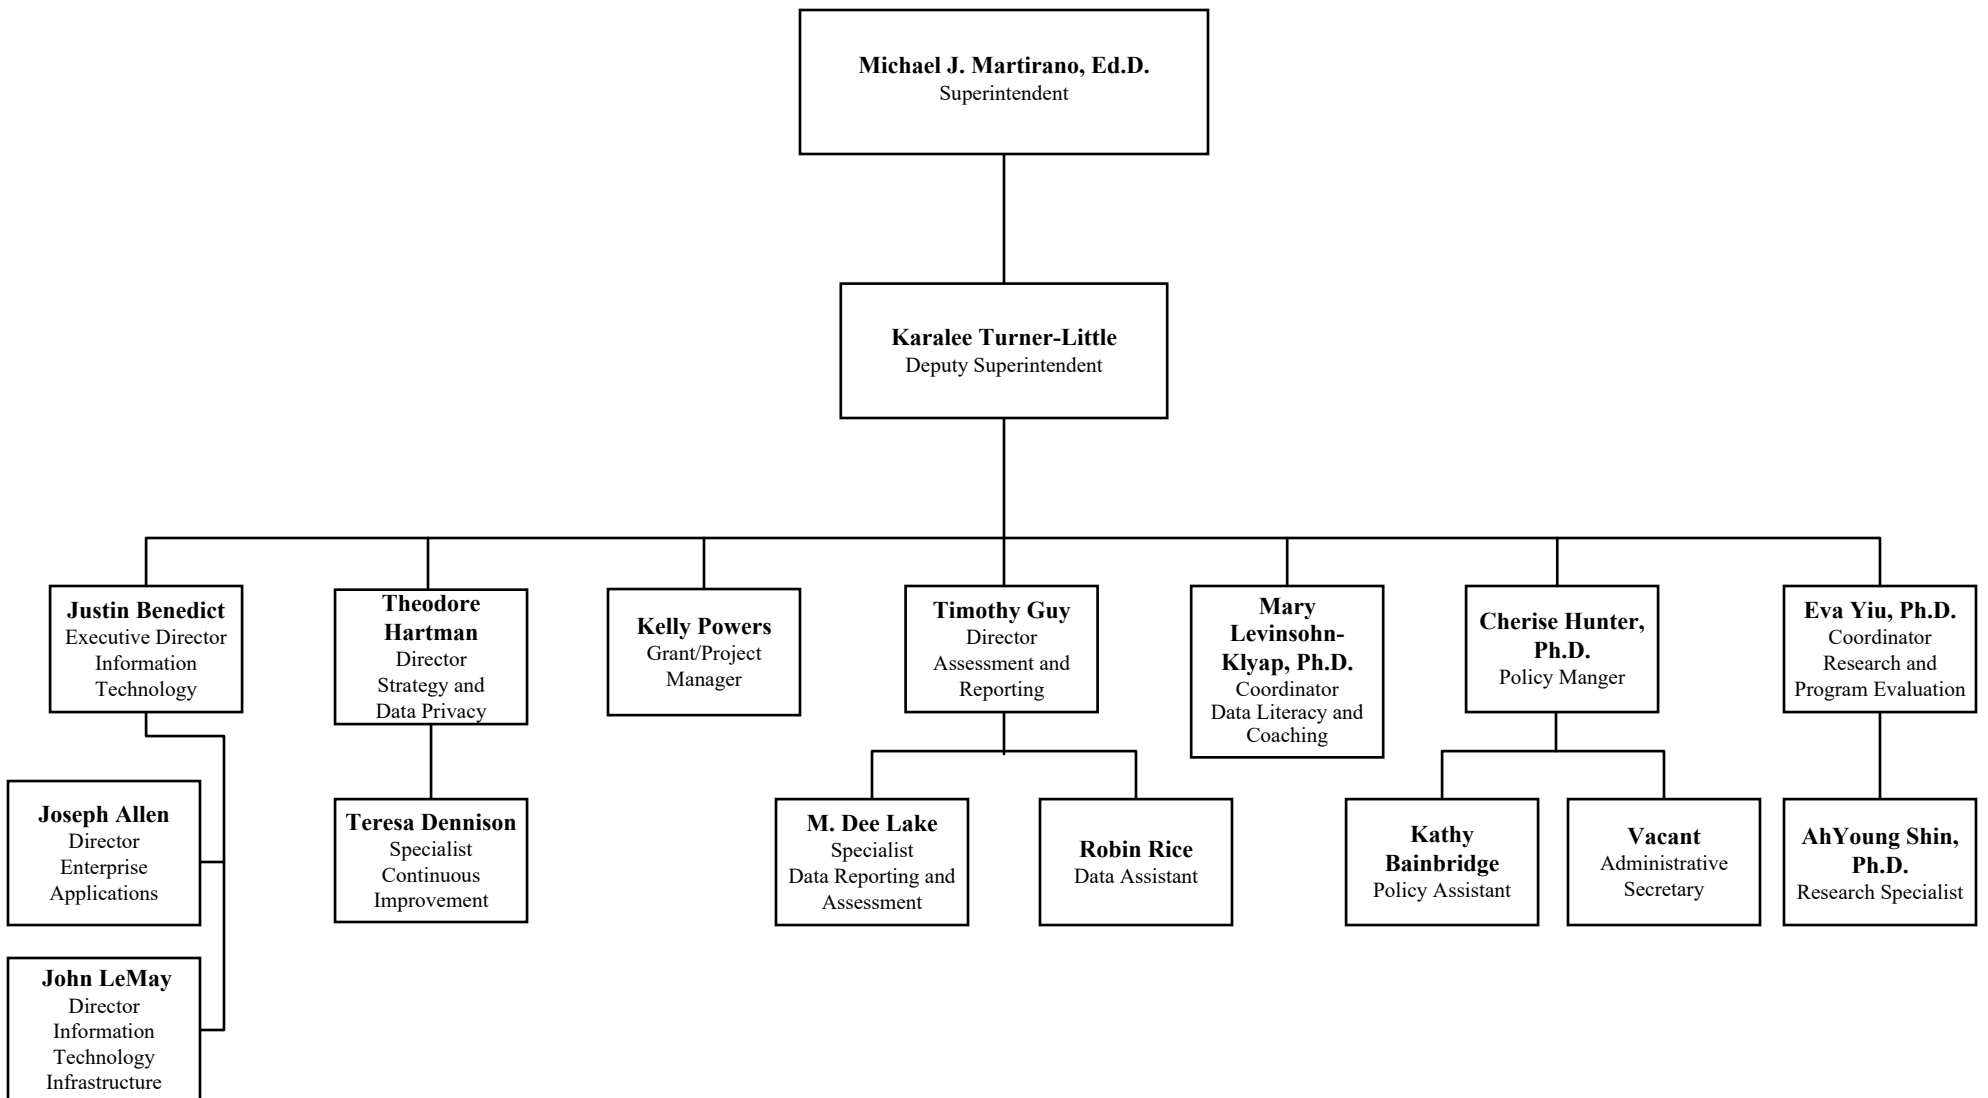 Michael J. Martirano, Ed.D.
Superintendent
Karalee Turner-Little
Deputy Superintendent
Justin Benedict
Executive Director
Information
Technology
Theodore
Hartman
Director
Strategy and
Data Privacy
Kelly Powers
Grant/Project
Manager
Timothy Guy
Director
Assessment and
Reporting
Mary
Levinsohn-
Klyap, Ph.D.
Coordinator
Data Literacy and
Coaching
Cherise Hunter,
Ph.D.
Policy Manger
Eva Yiu, Ph.D.
Coordinator
Research and
Program Evaluation
Joseph Allen
Director
Enterprise
Applications
Teresa Dennison
Specialist
Continuous
Improvement
M. Dee Lake
Specialist
Data Reporting and
Assessment
Robin Rice
Data Assistant
Kathy
Bainbridge
Policy Assistant
Vacant
Administrative
Secretary
AhYoung Shin,
Ph.D.
Research Specialist
John LeMay
Director
Information
Technology
Infrastructure